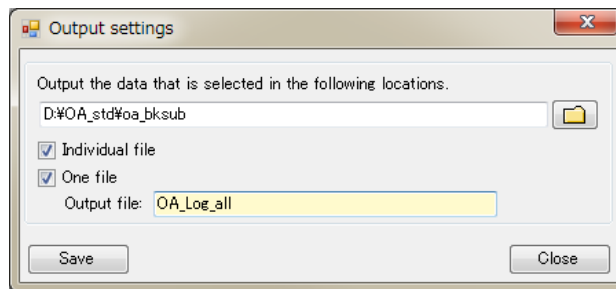 Output settings
Output the data that is selected in the following locations.
D:¥OA_std¥oa_bksub
Individual file
One file
Output file: OA_Log_all
Save Close